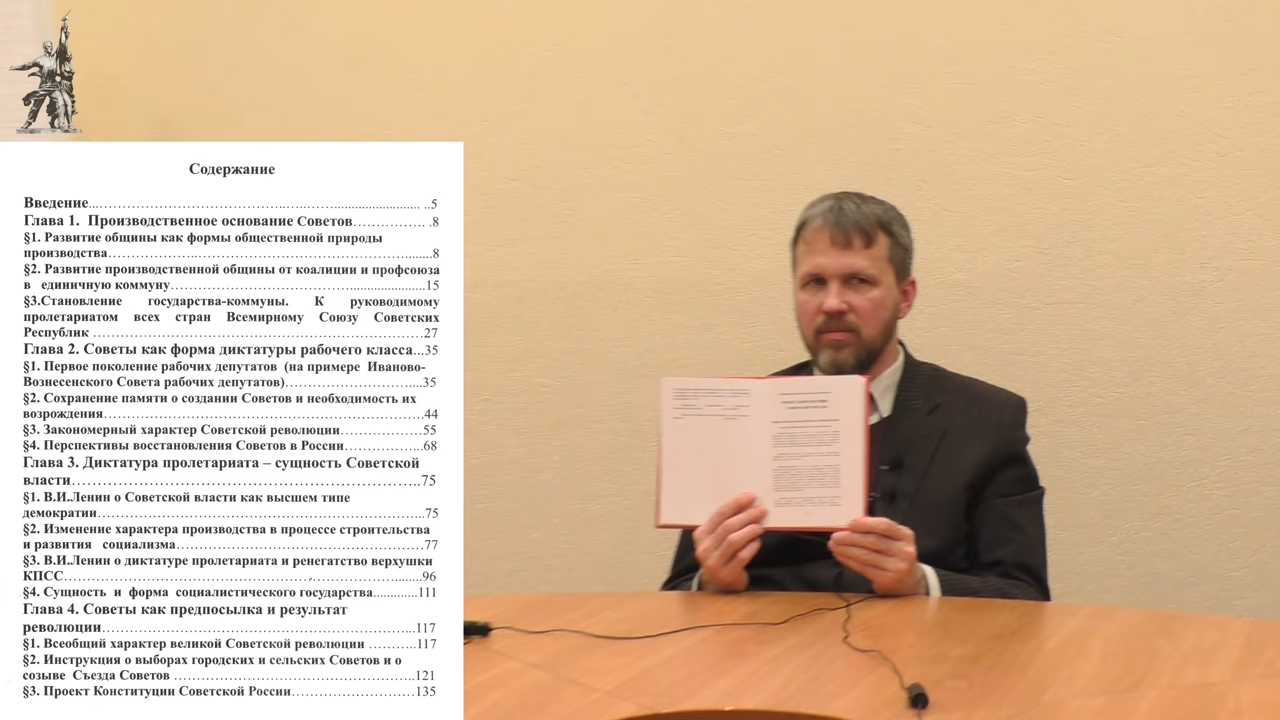 Содержание
Введение.....................................................................5
Глава 1. Производственное основание Советов...............8
§1. Развитие общины как формы общественной природы
производства.................................................................8
§2. Развитие производственной общины от коалиции и профсоюза
в единичную коммуну....................................................15
§3.Становление государства-коммуны. К руководимому
пролетариатом всех стран Всемирному Союзу Советских
Республик ....................................................................27
Глава 2. Советы как форма диктатуры рабочего класса...35
§1. Первое поколение рабочих депутатов (на примере Иваново-
Вознесенского Совета рабочих депутатов)............................35
§2. Сохранение памяти о создании Советов и необходимость их
возрождения..................................................................44
§3. Закономерный характер Советской революции..................55
§4. Перспективы восстановления Советов в России.................68
Глава 3. Диктатура пролетариата – сущность Советской
власти..........................................................................75
§1. В.И.Ленин о Советской власти как высшем типе
демократии....................................................................75
§2. Изменение характера производства в процессе строительства
и развития социализма....................................................77
§3. В.И.Ленин о диктатуре пролетариата и ренегатство верхушки
КПСС...........................................................................96
§4. Сущность и форма социалистического государства.............111
Глава 4. Советы как предпосылка и результат
революции....................................................................117
§1. Всеобщий характер великой Советской революции ...........117
§2. Инструкция о выборах городских и сельских Советов и о
созыве Съезда Советов ...................................................121
§3. Проект Конституции Советской России............................135